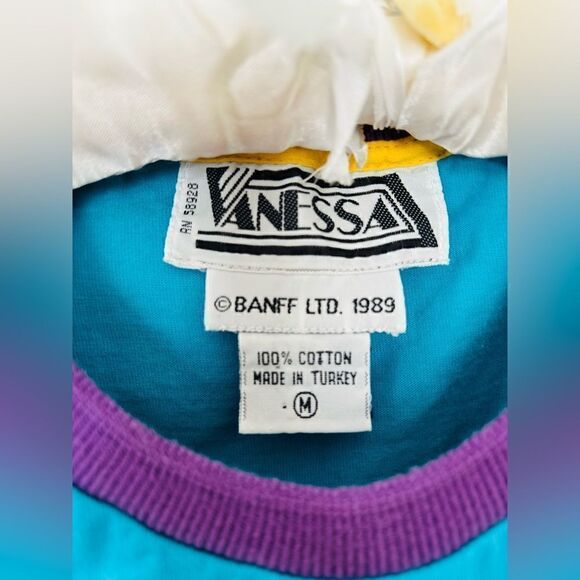 RN 58928
VANESSA
©BANFF LTD. 1989
100% COTTON
MADE IN TURKEY
M